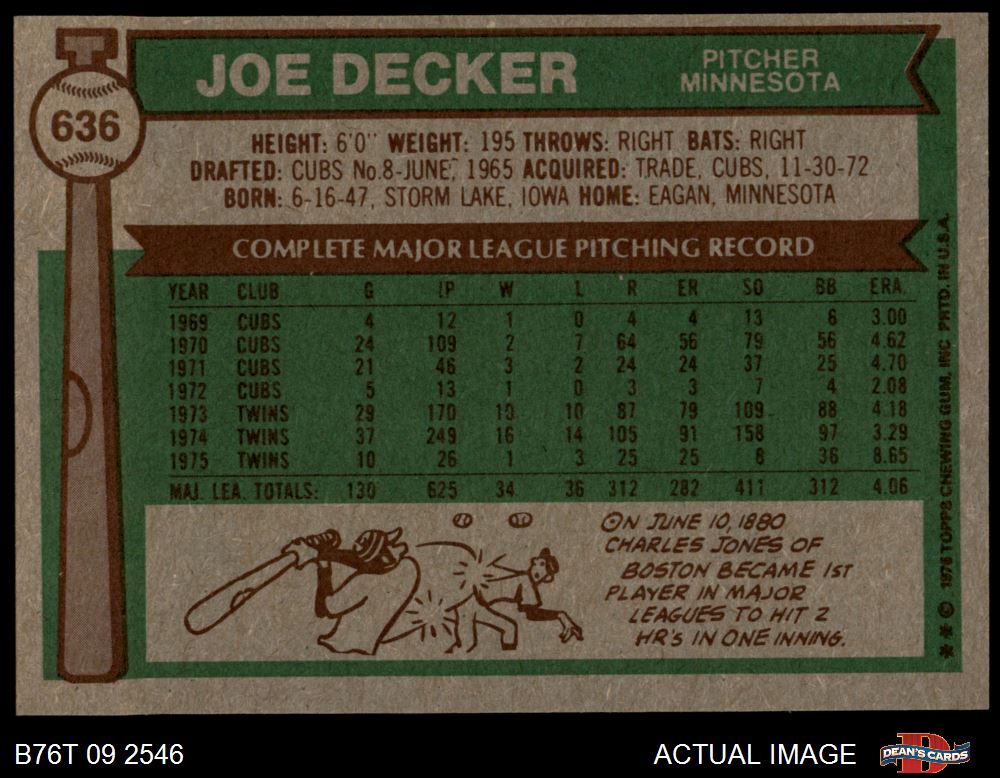 JOE DECKER
PITCHER
MINNESOTA
636
HEIGHT: 6'0" WEIGHT: 195 THROWS: RIGHT BATS: RIGHT
DRAFTED: CUBS No.8-JUNE, 1965 ACQUIRED: TRADE, CUBS, 11-30-72
BORN: 6-16-47, STORM LAKE, IOWA HOME: EAGAN, MINNESOTA
COMPLETE MAJOR LEAGUE PITCHING RECORD
YEAR CLUB G IP W L R ER SO BB ERA.
1969 CUBS 4 12 1 0 4 4 13 6 3.00
1970 CUBS 24 109 2 7 64 56 79 56 4.62
1971 CUBS 21 46 3 2 24 24 37 25 4.70
1972 CUBS 5 13 1 0 3 3 7 4 2.08
1973 TWINS 29 170 10 10 87 79 109 88 4.18
1974 TWINS 37 249 16 14 105 91 158 97 3.29
1975 TWINS 10 26 1 3 25 25 8 36 8.65
MAJ. LEA. TOTALS: 130 625 34 36 312 282 411 312 4.06
ON JUNE 10, 1880
CHARLES JONES OF
BOSTON BECAME 1ST
PLAYER IN MAJOR
LEAGUES TO HIT 2
HR'S IN ONE INNING.
** © 1976 TOPPS CHEWING GUM, INC. PRTD. IN U.S.A.
B76T 09 2546
ACTUAL IMAGE
D
DEAN'S CARDS